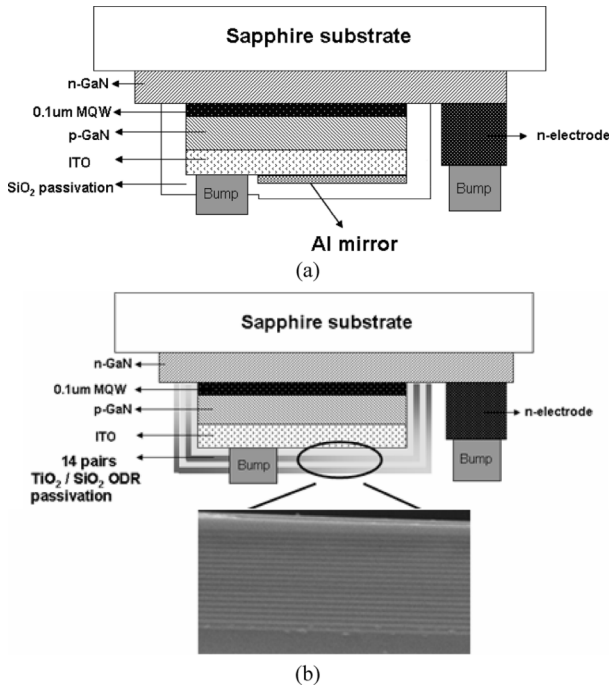 Sapphire substrate
n-GaN
0.1um MQW
p-GaN
n-electrode
ITO
SiO₂ passivation
Bump
Bump
Al mirror
(a)
Sapphire substrate
n-GaN
0.1um MQW
p-GaN
n-electrode
ITO
14 pairs
TiO₂ / SiO₂ ODR
passivation
Bump
Bump
(b)